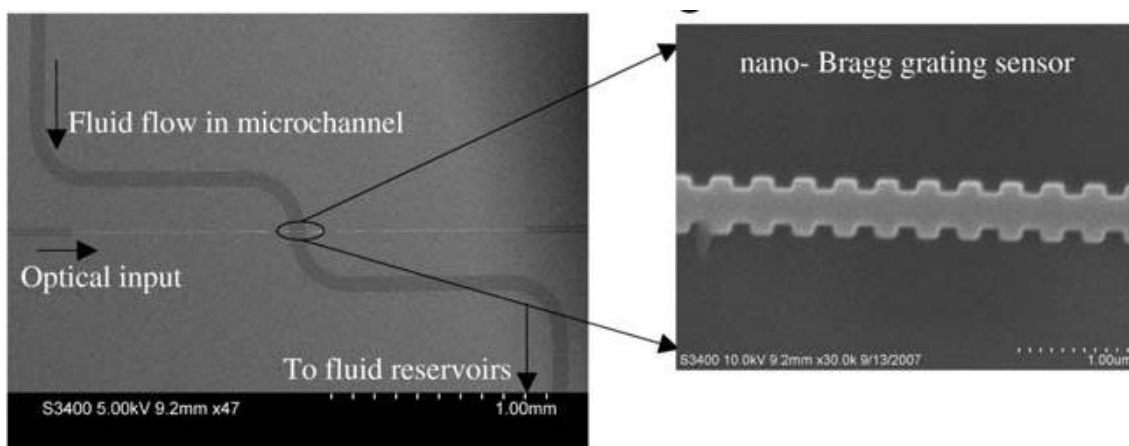 Fluid flow in microchannel
Optical input
To fluid reservoirs
S3400 5.00kV 9.2mm x47
1.00mm
nano- Bragg grating sensor
S3400 10.0kV 9.2mm x30.0k 9/13/2007
1.00um